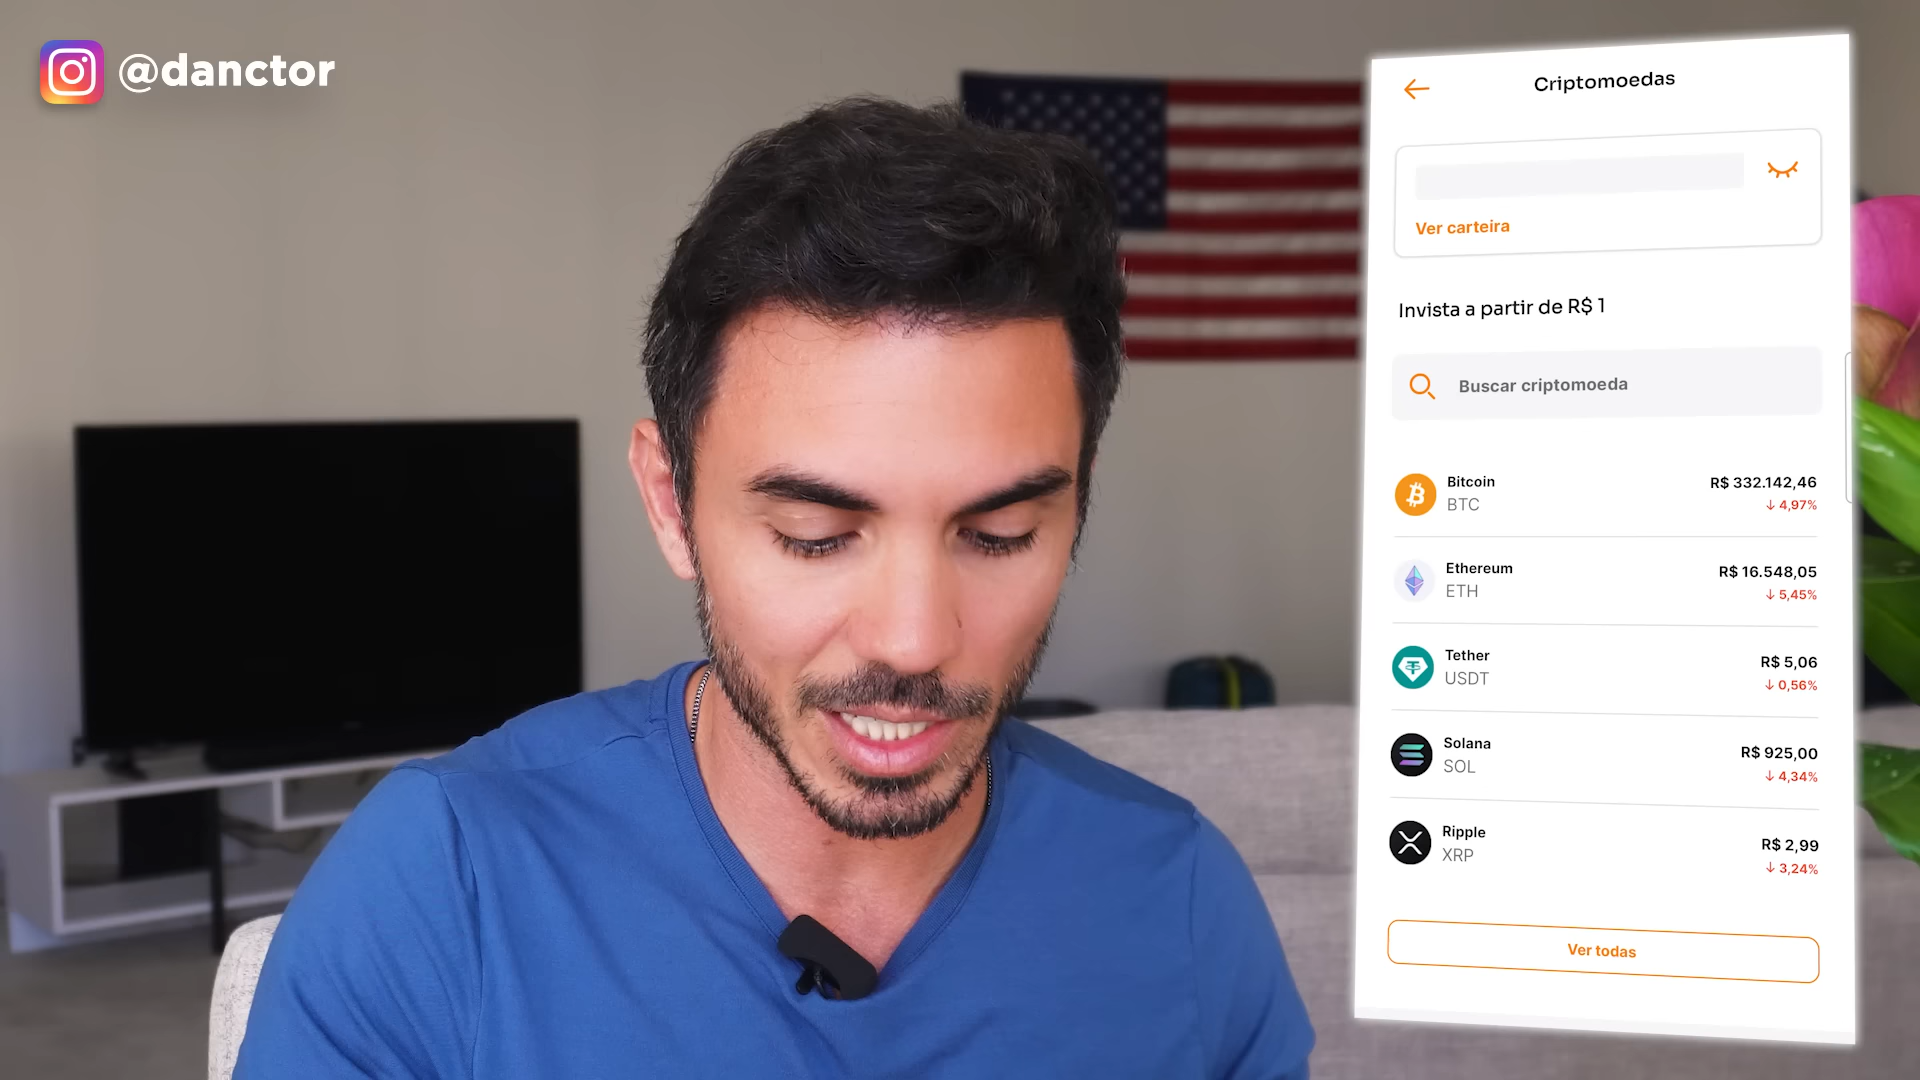 @danctor
Criptomoedas
Ver carteira
Invista a partir de R$ 1
Buscar criptomoeda
Bitcoin
BTC
R$ 332.142,46
↓ 4,97%
Ethereum
ETH
R$ 16.548,05
↓ 5,45%
Tether
USDT
R$ 5,06
↓ 0,56%
Solana
SOL
R$ 925,00
↓ 4,34%
Ripple
XRP
R$ 2,99
↓ 3,24%
Ver todas